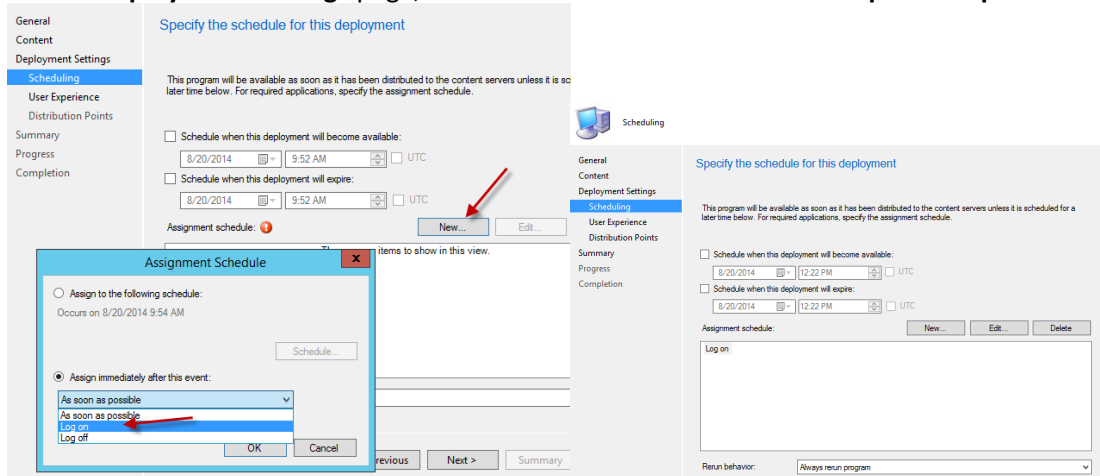 General
Content
Deployment Settings
Scheduling
User Experience
Distribution Points
Summary
Progress
Completion
Specify the schedule for this deployment
This program will be available as soon as it has been distributed to the content servers unless it is
later time below. For required applications, specify the assignment schedule.
Schedule when this deployment will become available:
8/20/2014 9:52 AM UTC
Schedule when this deployment will expire:
8/20/2014 9:52 AM UTC
Assignment schedule: New... Edit...
items to show in this view.
Assignment Schedule x
Assign to the following schedule:
Occurs on 8/20/2014 9:54 AM
Schedule...
Assign immediately after this event:
As soon as possible
As soon as possible
Log on
Log off
OK Cancel
Next > Summary
Scheduling
General
Content
Deployment Settings
Scheduling
User Experience
Distribution Points
Summary
Progress
Completion
Specify the schedule for this deployment
This program will be available as soon as it has been distributed to the content servers unless it is scheduled for a
later time below. For required applications, specify the assignment schedule.
Schedule when this deployment will become available:
8/20/2014 12:22 PM UTC
Schedule when this deployment will expire:
8/20/2014 12:22 PM UTC
Assignment schedule: New... Edit... Delete
Log on
Rerun behavior: Always rerun program